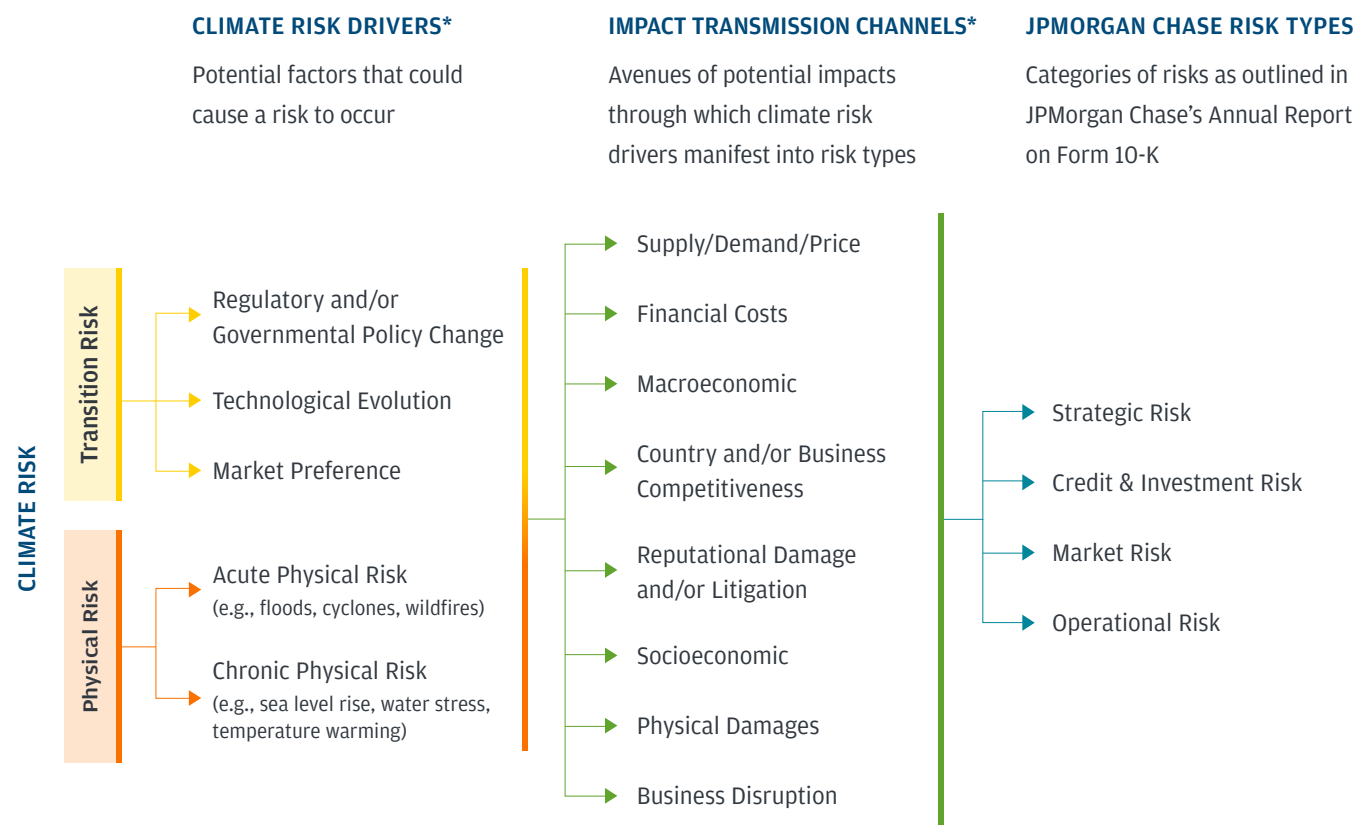 CLIMATE RISK DRIVERS*
Potential factors that could
cause a risk to occur
IMPACT TRANSMISSION CHANNELS*
Avenues of potential impacts
through which climate risk
drivers manifest into risk types
JPMORGAN CHASE RISK TYPES
Categories of risks as outlined in
JPMorgan Chase’s Annual Report
on Form 10-K
CLIMATE RISK
Transition Risk
Regulatory and/or
Governmental Policy Change
Technological Evolution
Market Preference
Physical Risk
Acute Physical Risk
(e.g., floods, cyclones, wildfires)
Chronic Physical Risk
(e.g., sea level rise, water stress,
temperature warming)
Supply/Demand/Price
Financial Costs
Macroeconomic
Country and/or Business
Competitiveness
Reputational Damage
and/or Litigation
Socioeconomic
Physical Damages
Business Disruption
Strategic Risk
Credit & Investment Risk
Market Risk
Operational Risk